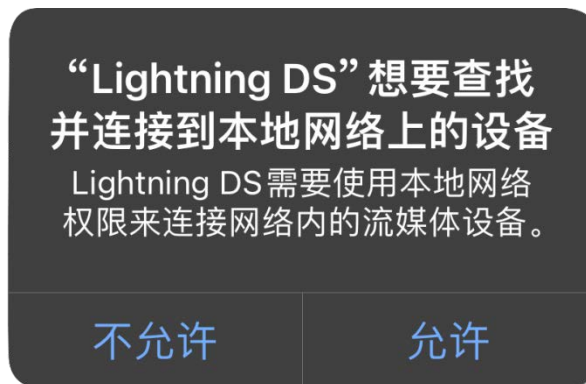 “Lightning DS”想要查找
并连接到本地网络上的设备
Lightning DS需要使用本地网络
权限来连接网络内的流媒体设备。
不允许
允许